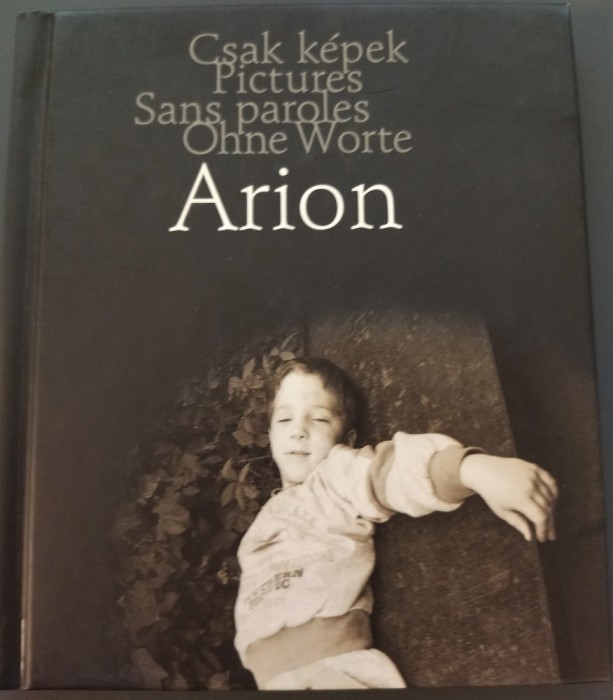 Csak képek
Pictures
Sans paroles
Ohne Worte
Arion